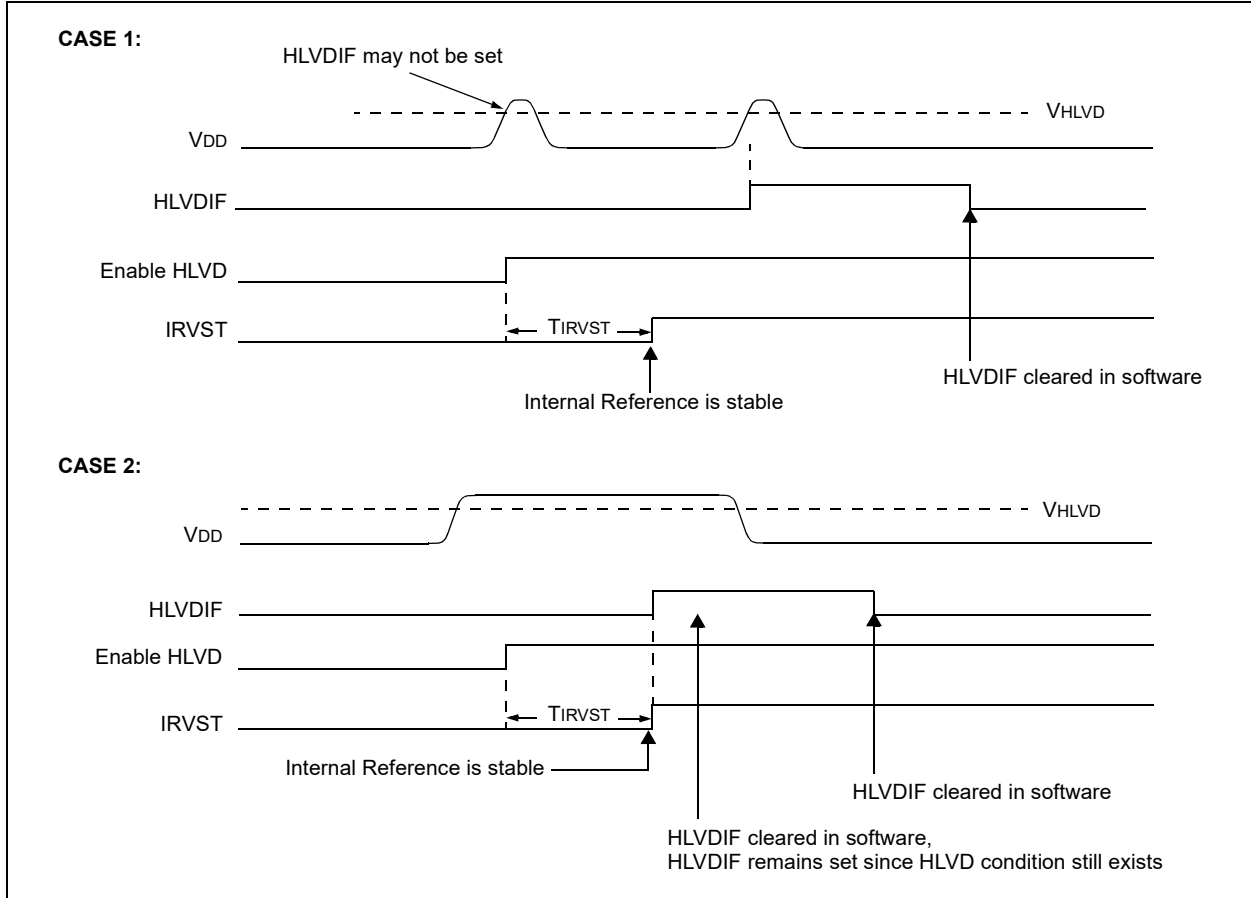 CASE 1:
HLVDIF may not be set
VHLVD
VDD
HLVDIF
Enable HLVD
IRVST
TIRVST
HLVDIF cleared in software
Internal Reference is stable
CASE 2:
VHLVD
VDD
HLVDIF
Enable HLVD
IRVST
TIRVST
Internal Reference is stable
HLVDIF cleared in software
HLVDIF cleared in software,
HLVDIF remains set since HLVD condition still exists